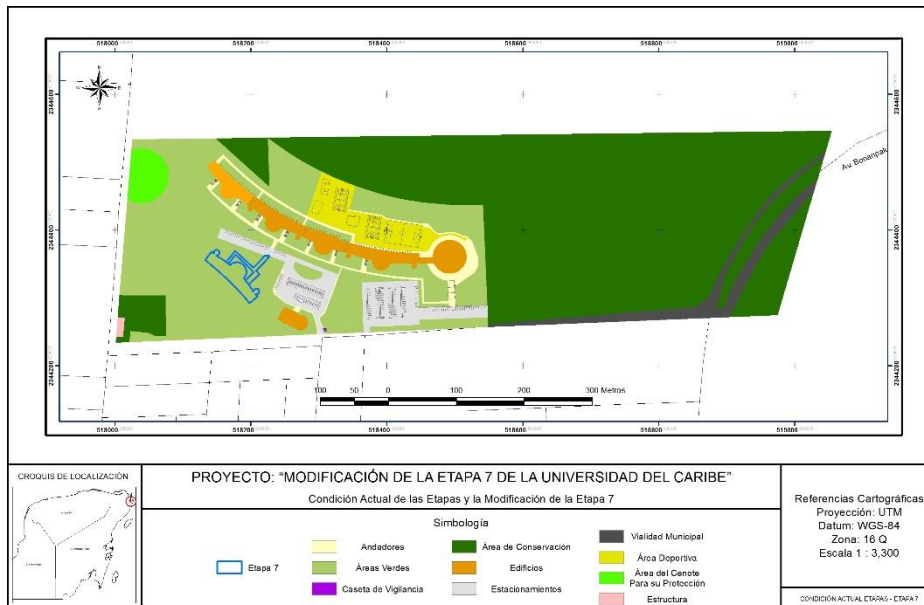 518000
518200
518400
518600
518800
519000
2344600
2344600
N
W
E
S
Av. Bonanpak
2344400
2344400
2344200
2344200
100 50 0 100 200 300 Metros
518000
518200
518400
518600
518800
519000
CROQUIS DE LOCALIZACIÓN
PROYECTO: “MODIFICACIÓN DE LA ETAPA 7 DE LA UNIVERSIDAD DEL CARIBE”
Condición Actual de las Etapas y la Modificación de la Etapa 7
Simbología
Etapa 7
Andadores
Áreas Verdes
Caseta de Vigilancia
Área de Conservación
Edificios
Estacionamientos
Vialidad Municipal
Área Deportiva
Área del Cenote
Para su Protección
Estructura
Referencias Cartográficas
Proyección: UTM
Datum: WGS-84
Zona: 16 Q
Escala 1 : 3,300
CONDICIÓN ACTUAL ETAPAS - ETAPA 7